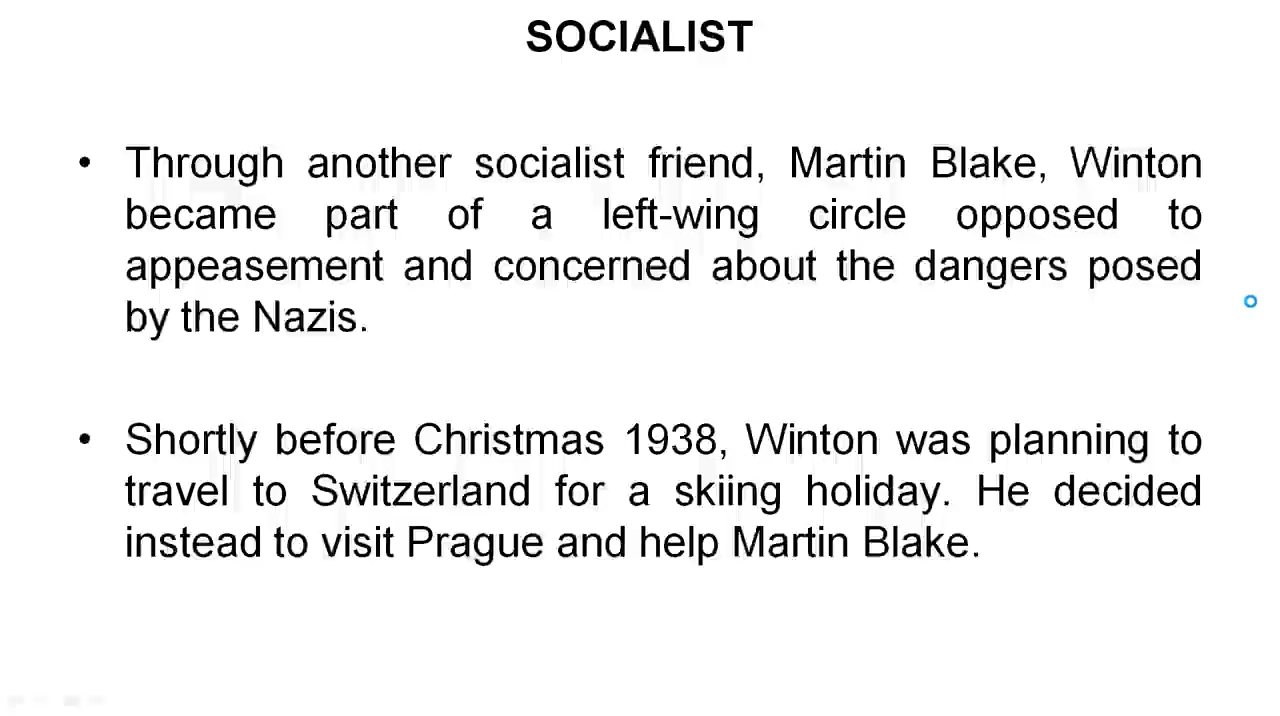 SOCIALIST
• Through another socialist friend, Martin Blake, Winton
became part of a left-wing circle opposed to
appeasement and concerned about the dangers posed
by the Nazis.
• Shortly before Christmas 1938, Winton was planning to
travel to Switzerland for a skiing holiday. He decided
instead to visit Prague and help Martin Blake.